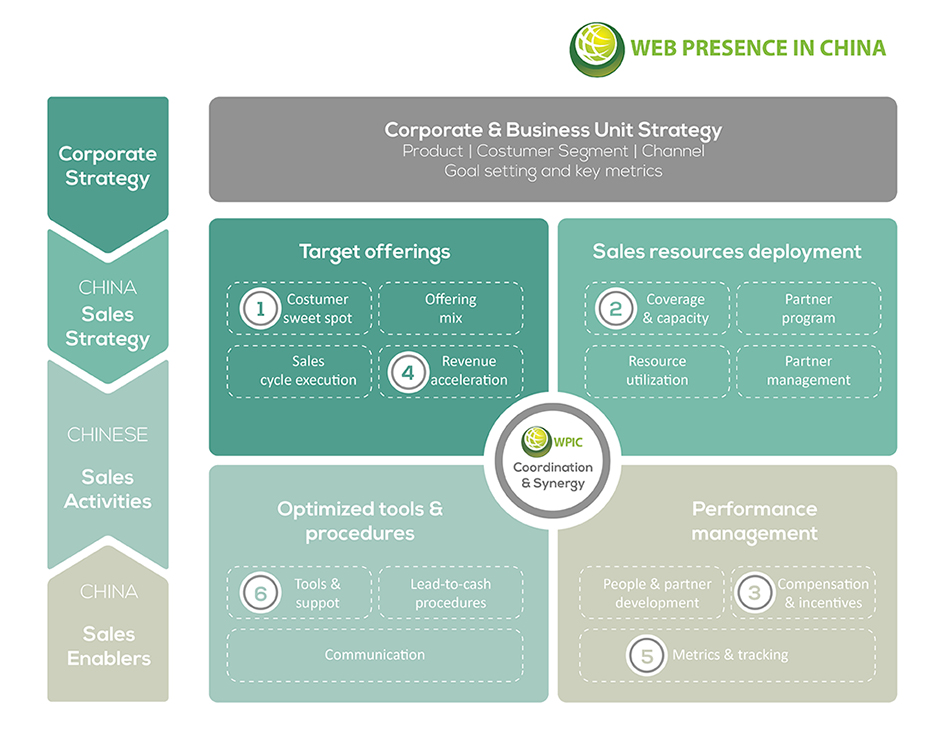 WEB PRESENCE IN CHINA
Corporate
Strategy
CHINA
Sales
Strategy
CHINESE
Sales
Activities
CHINA
Sales
Enablers
Corporate & Business Unit Strategy
Product | Costumer Segment | Channel
Goal setting and key metrics
Target offerings
1
Costumer
sweet spot
Offering
mix
Sales
cycle execution
4
Revenue
acceleration
Sales resources deployment
2
Coverage
& capacity
Partner
program
Resource
utilization
Partner
management
WPIC
Coordination
& Synergy
Optimized tools &
procedures
6
Tools &
suppot
Lead-to-cash
procedures
Communication
Performance
management
People & partner
development
3
Compensation
& incentives
5
Metrics & tracking